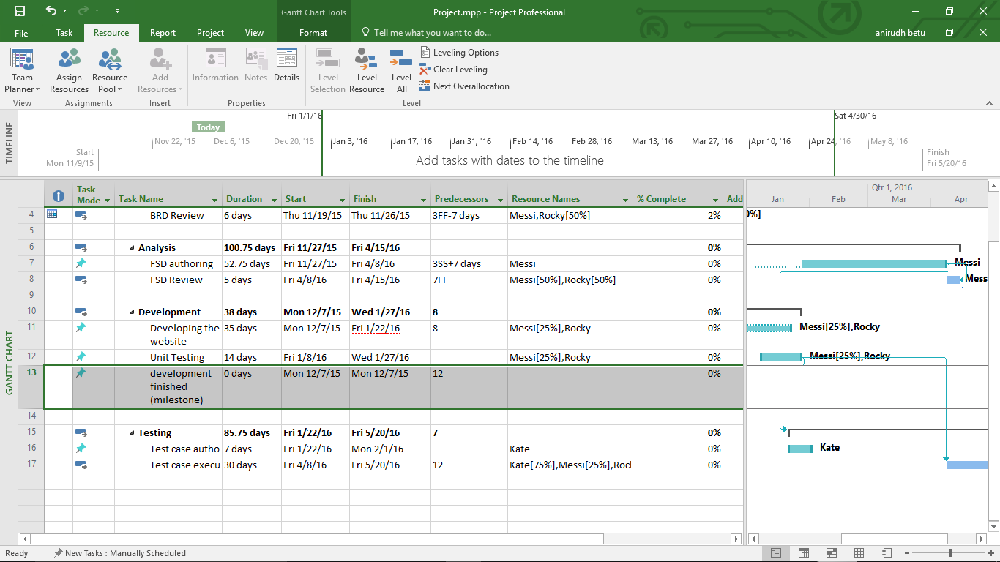 Gantt Chart Tools
Project.mpp - Project Professional
File Task Resource Report Project View Format Tell me what you want to do... anirudh betu
Team Planner
Assign Resources
Resource Pool
Add Resources
Information
Notes
Details
Level Selection
Level Resource
Level All
Leveling Options
Clear Leveling
Next Overallocation
View Assignments Insert Properties Level
TIMELINE
Fri 1/1/16 Sat 4/30/16
Today
Nov 22, '15 Dec 6, '15 Dec 20, '15 Jan 3, '16 Jan 17, '16 Jan 31, '16 Feb 14, '16 Feb 28, '16 Mar 13, '16 Mar 27, '16 Apr 10, '16 Apr 24, '16 May 8, '16
Start
Mon 11/9/15
Add tasks with dates to the timeline
Finish
Fri 5/20/16
GANTT CHART
Task Mode Task Name Duration Start Finish Predecessors Resource Names % Complete Add
Qtr 1, 2016
Jan Feb Mar Apr
4 BRD Review 6 days Thu 11/19/15 Thu 11/26/15 3FF-7 days Messi,Rocky[50%] 2% 0%]
5
6 Analysis 100.75 days Fri 11/27/15 Fri 4/15/16 0%
7 FSD authoring 52.75 days Fri 11/27/15 Fri 4/8/16 3SS+7 days Messi 0% Messi
8 FSD Review 5 days Fri 4/8/16 Fri 4/15/16 7FF Messi[50%],Rocky[50%] 0% Mess
9
10 Development 38 days Mon 12/7/15 Wed 1/27/16 8 0%
11 Developing the website 35 days Mon 12/7/15 Fri 1/22/16 8 Messi[25%],Rocky 0% Messi[25%],Rocky
12 Unit Testing 14 days Fri 1/8/16 Wed 1/27/16 Messi[25%],Rocky 0% Messi[25%],Rocky
13 development finished (milestone) 0 days Mon 12/7/15 Mon 12/7/15 12 0%
14
15 Testing 85.75 days Fri 1/22/16 Fri 5/20/16 7 0%
16 Test case autho 7 days Fri 1/22/16 Mon 2/1/16 Kate 0% Kate
17 Test case execu 30 days Fri 4/8/16 Fri 5/20/16 12 Kate[75%],Messi[25%],Rocl 0%
Ready New Tasks : Manually Scheduled